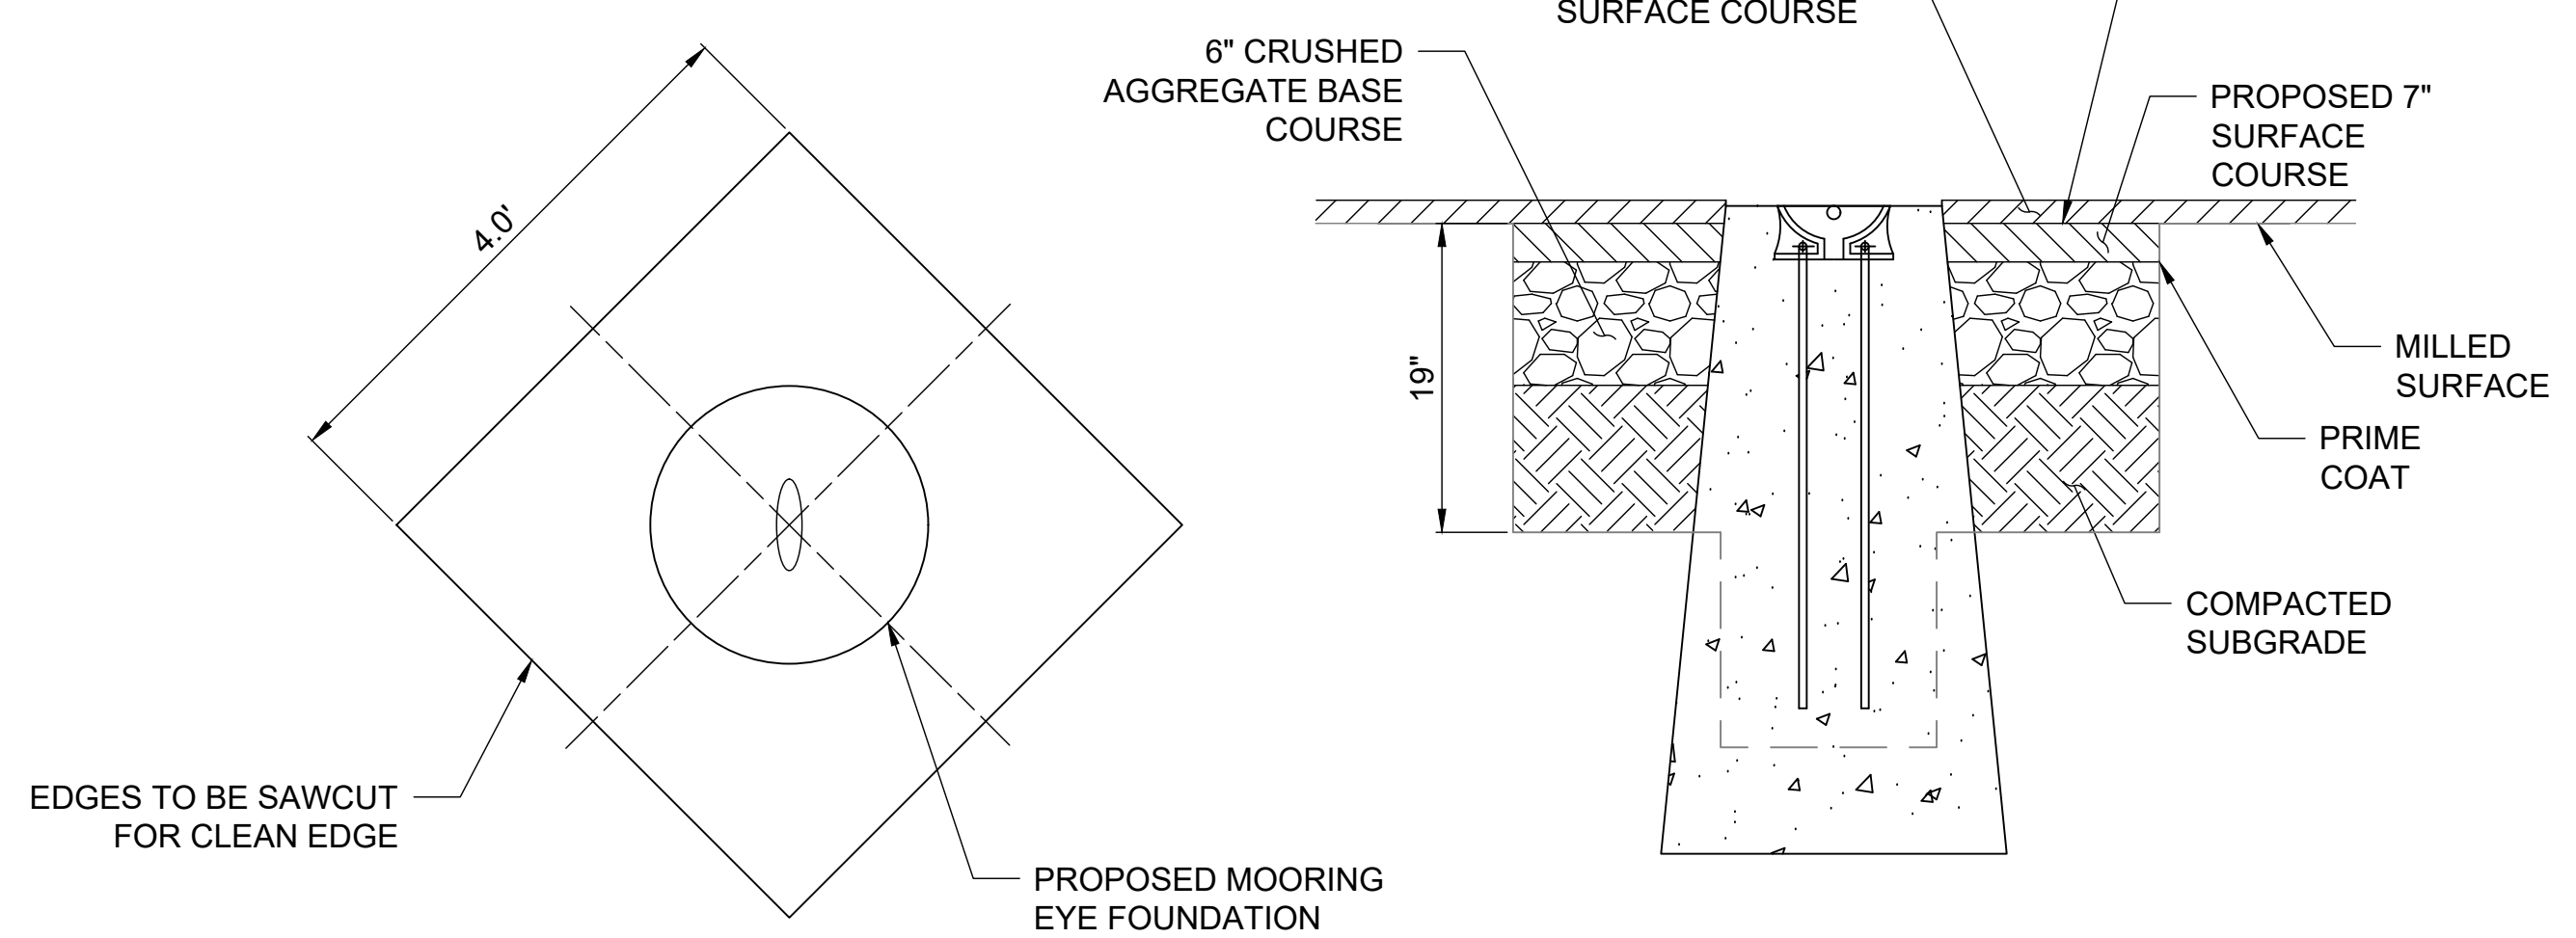 SURFACE COURSE
6" CRUSHED
AGGREGATE BASE
COURSE
PROPOSED 7"
SURFACE
COURSE
4.0'
19"
MILLED
SURFACE
PRIME
COAT
COMPACTED
SUBGRADE
EDGES TO BE SAWCUT
FOR CLEAN EDGE
PROPOSED MOORING
EYE FOUNDATION